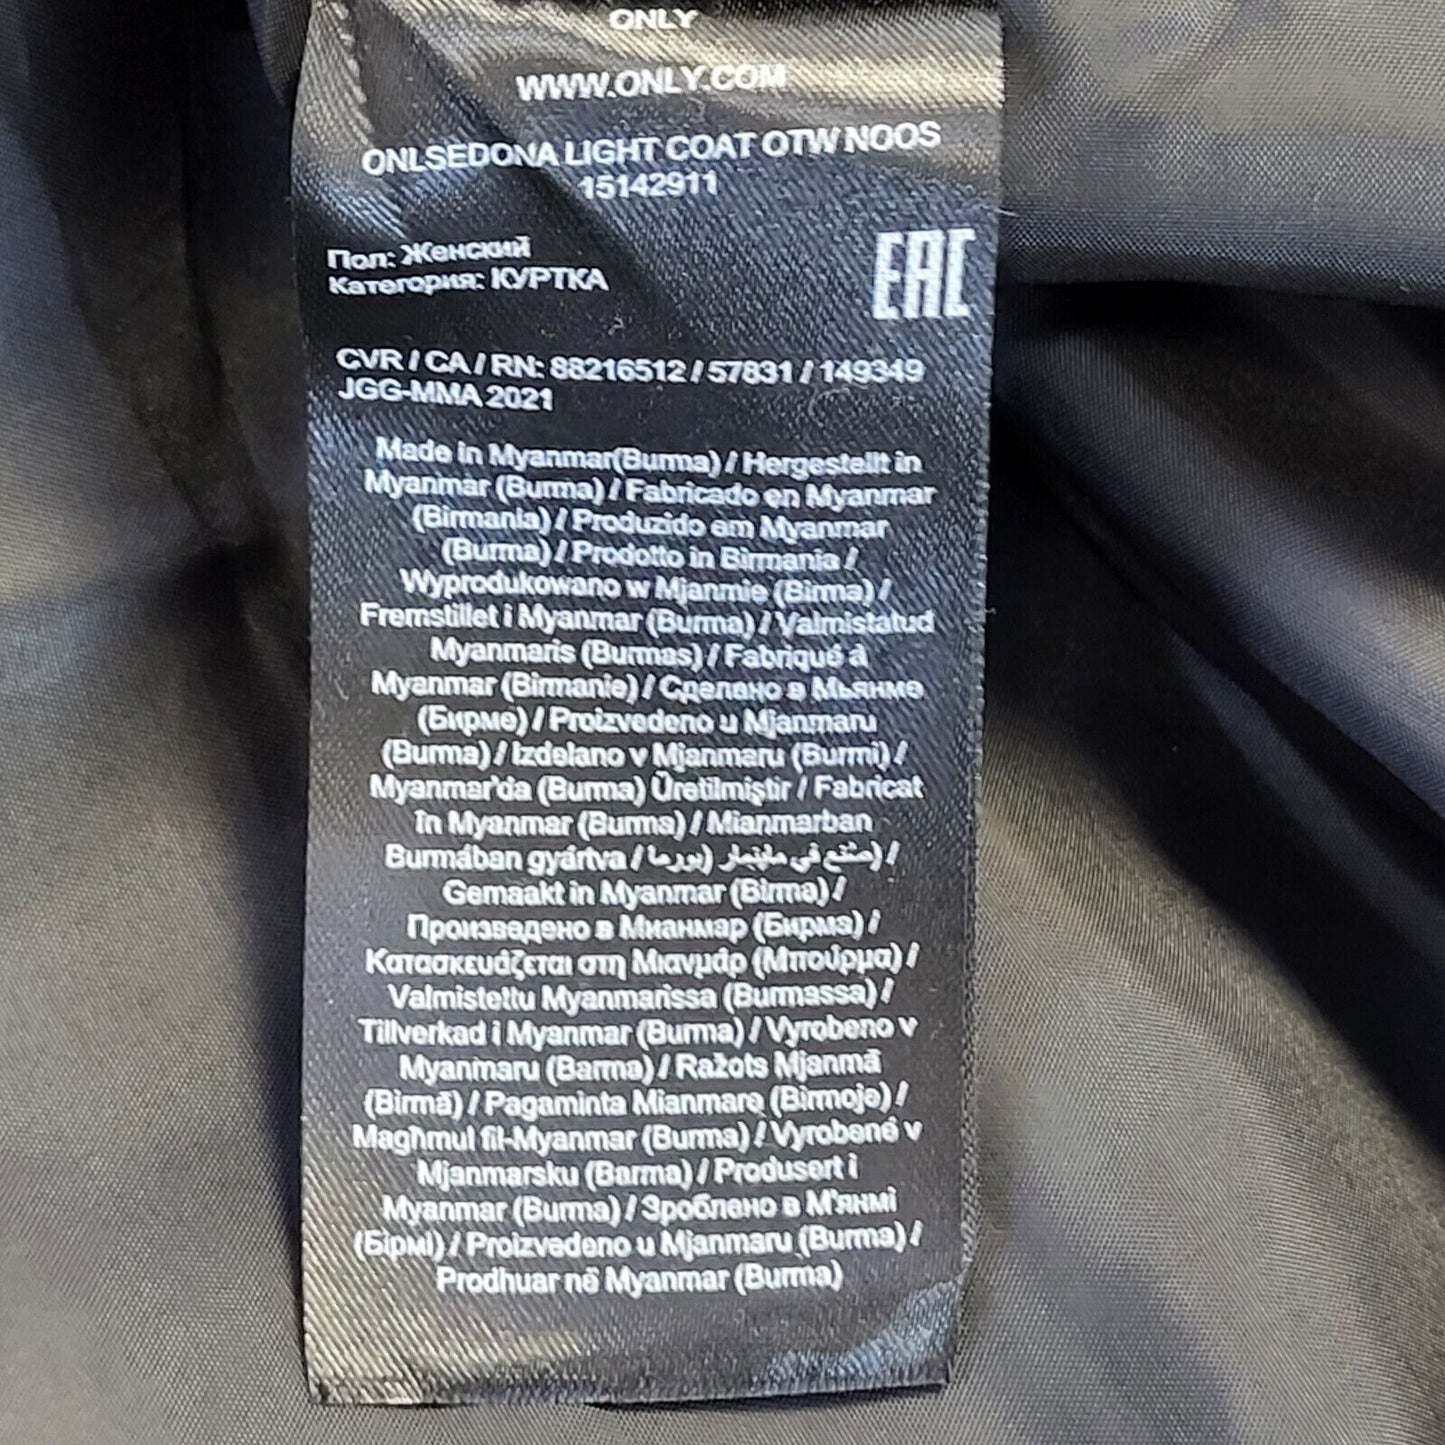 ONLY
WWW.ONLY.COM
ONLSEDONA LIGHT COAT OTW NOOS
15142911
Пол: Женский
Категория: КУРТКА
EAC
CVR / CA / RN: 88216512 / 57831 / 149349
JGG-MMA 2021
Made in Myanmar(Burma) / Hergestellt in
Myanmar (Burma) / Fabricado en Myanmar
(Birmania) / Produzido em Myanmar
(Burma) / Prodotto in Birmania /
Wyprodukowano w Mjanmie (Birma) /
Fremstillet i Myanmar (Burma) / Valmistatud
Myanmaris (Burmas) / Fabriqué à
Myanmar (Birmanie) / Сделано в Мьянме
(Бирме) / Proizvedeno u Mjanmaru
(Burma) / Izdelano v Mjanmaru (Burmi) /
Myanmar'da (Burma) Üretilmiştir / Fabricat
în Myanmar (Burma) / Mianmarban
Burmában gyártva / صُنّع في ماينمار (بورما) /
Gemaakt in Myanmar (Birma) /
Произведено в Мианмар (Бирма) /
Κατασκευάζεται στη Μιανμάρ (Μπούρμα) /
Valmistettu Myanmarissa (Burmassa) /
Tillverkad i Myanmar (Burma) / Vyrobeno v
Myanmaru (Barma) / Ražots Mjanmā
(Birmā) / Pagaminta Mianmare (Birmoje) /
Magħmul fil-Myanmar (Burma) / Vyrobené v
Mjanmarsku (Barma) / Produsert i
Myanmar (Burma) / Зроблено в М'янмі
(Бірмі) / Proizvedeno u Mjanmaru (Burma) /
Prodhuar në Myanmar (Burma)